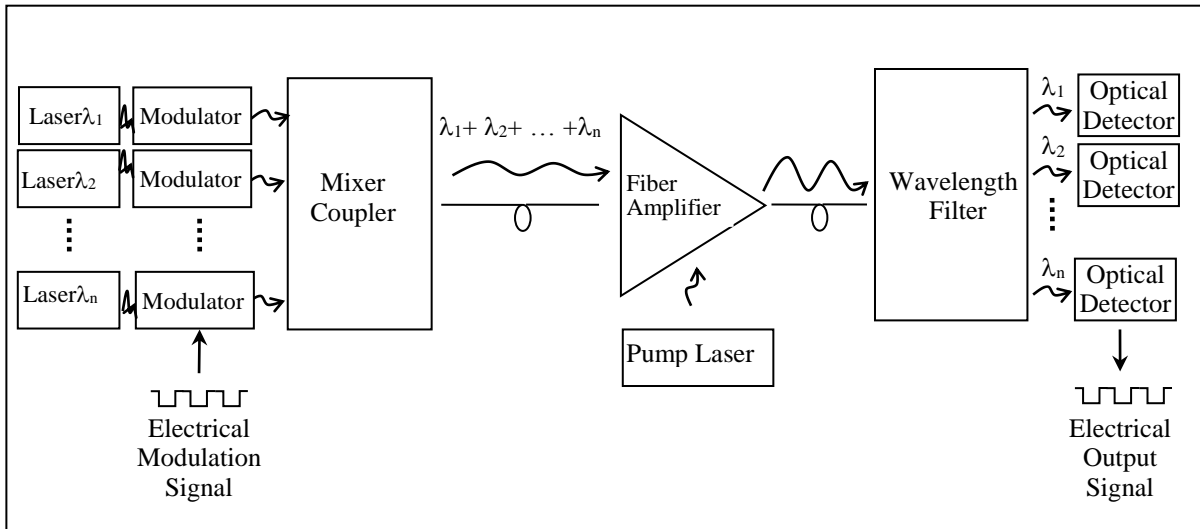 Laserλ1
Modulator
Laserλ2
Modulator
Laserλn
Modulator
Electrical
Modulation
Signal
Mixer
Coupler
λ1+ λ2+ … +λn
Fiber
Amplifier
Pump Laser
Wavelength
Filter
λ1
Optical
Detector
λ2
Optical
Detector
λn
Optical
Detector
Electrical
Output
Signal